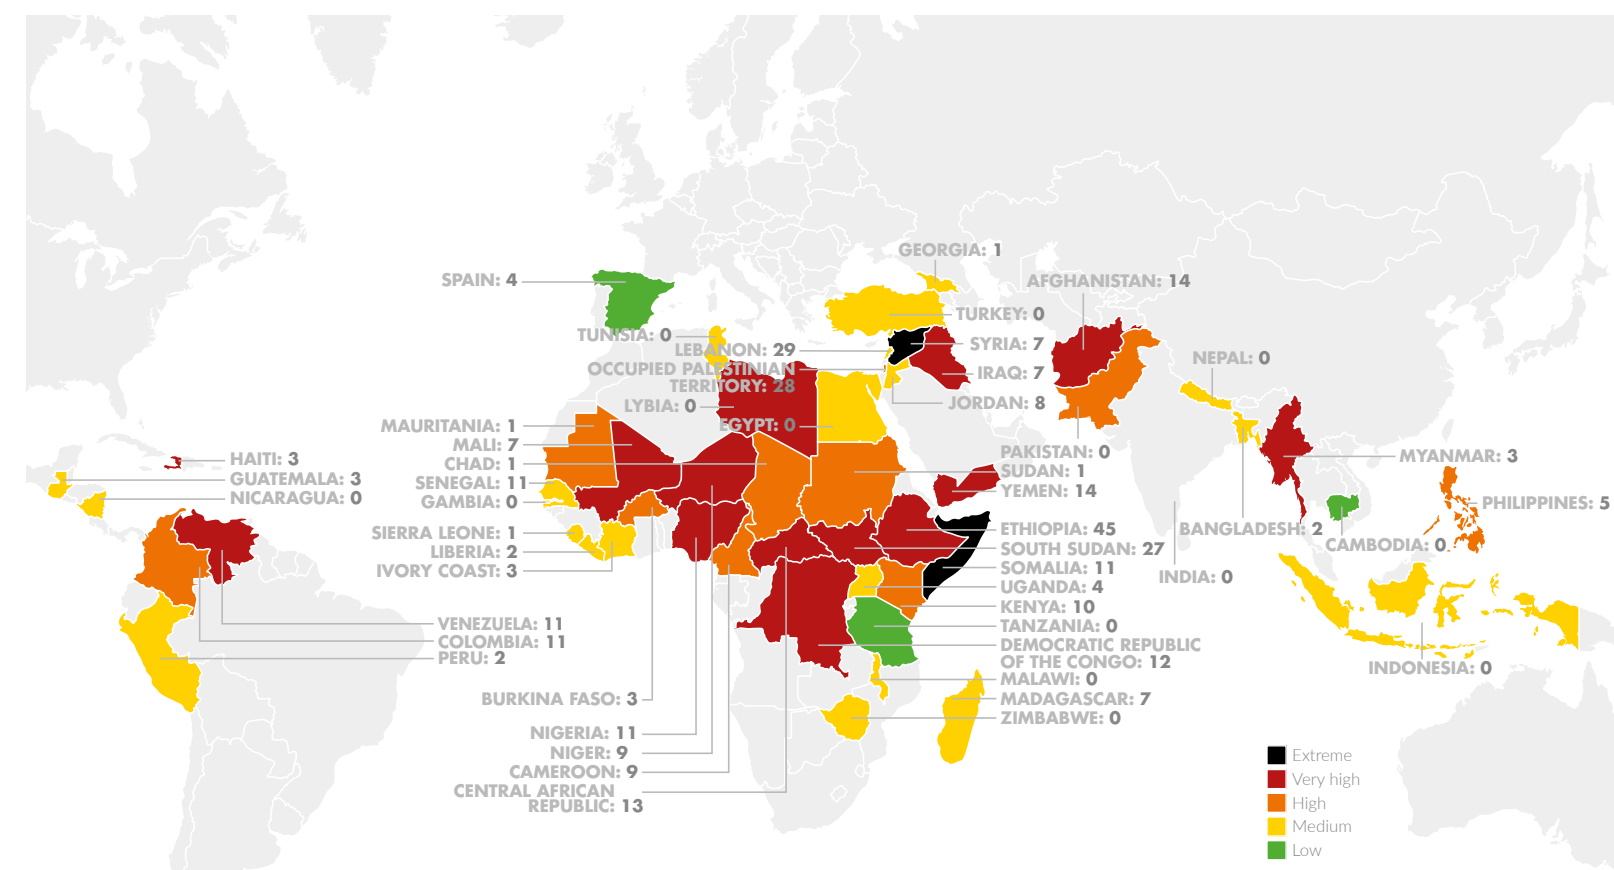 GEORGIA: 1
SPAIN: 4
AFGHANISTAN: 14
TURKEY: 0
TUNISIA: 0
SYRIA: 7
LEBANON: 29
NEPAL: 0
OCCUPIED PALESTINIAN
TERRITORY: 28
IRAQ: 7
LYBIA: 0
JORDAN: 8
EGYPT: 0
MAURITANIA: 1
MALI: 7
CHAD: 1
SENEGAL: 11
GAMBIA: 0
PAKISTAN: 0
SUDAN: 1
YEMEN: 14
MYANMAR: 3
HAITI: 3
GUATEMALA: 3
NICARAGUA: 0
PHILIPPINES: 5
SIERRA LEONE: 1
LIBERIA: 2
IVORY COAST: 3
ETHIOPIA: 45
SOUTH SUDAN: 27
SOMALIA: 11
UGANDA: 4
KENYA: 10
TANZANIA: 0
DEMOCRATIC REPUBLIC
OF THE CONGO: 12
MALAWI: 0
MADAGASCAR: 7
ZIMBABWE: 0
BANGLADESH: 2
CAMBODIA: 0
INDIA: 0
INDONESIA: 0
VENEZUELA: 11
COLOMBIA: 11
PERU: 2
BURKINA FASO: 3
NIGERIA: 11
NIGER: 9
CAMEROON: 9
CENTRAL AFRICAN
REPUBLIC: 13
Extreme
Very high
High
Medium
Low